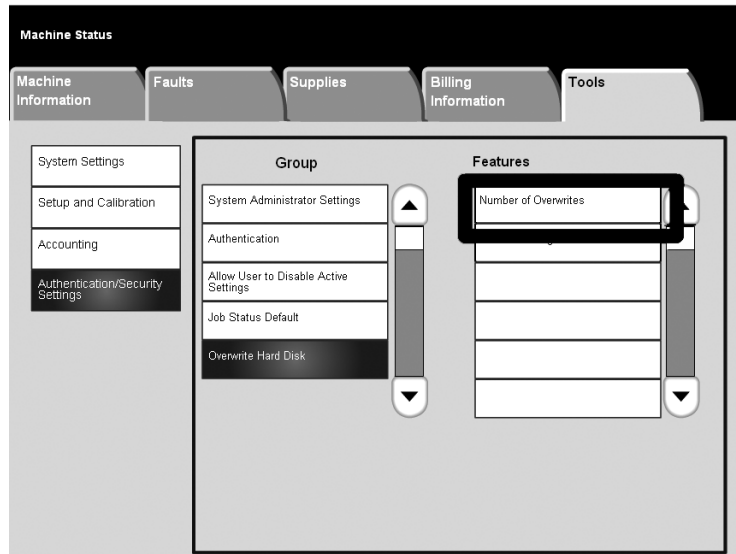 Machine Status
Machine
Information
Faults
Supplies
Billing
Information
Tools
System Settings
Setup and Calibration
Accounting
Authentication/Security
Settings
Group
System Administrator Settings
Authentication
Allow User to Disable Active
Settings
Job Status Default
Overwrite Hard Disk
Features
Number of Overwrites